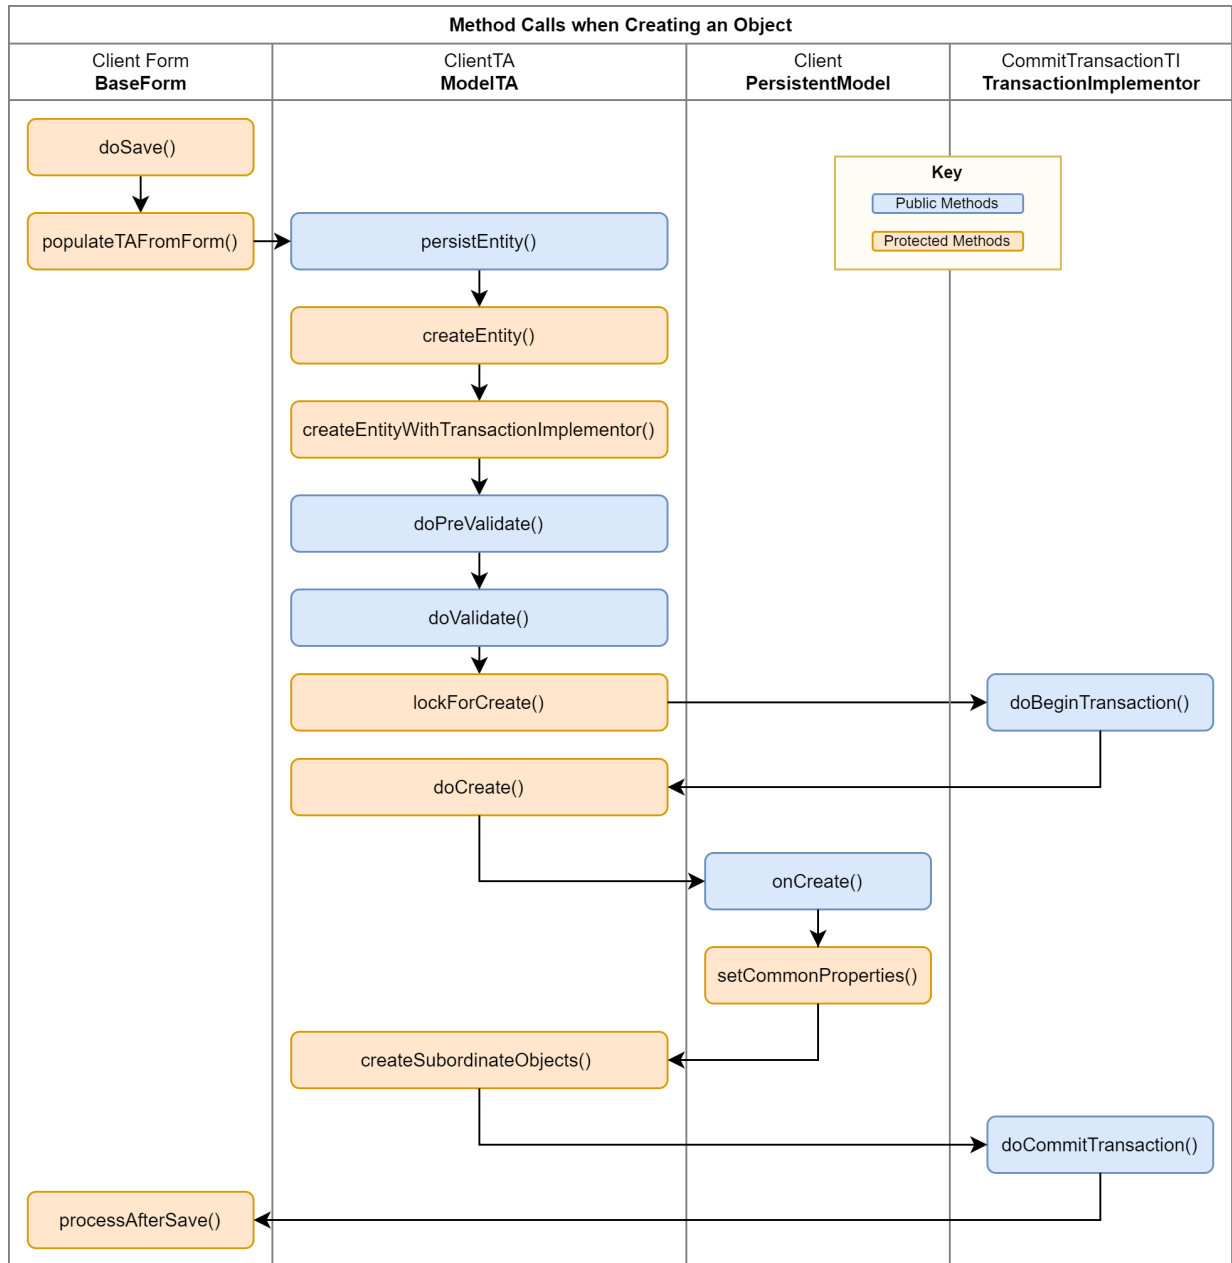 Method Calls when Creating an Object
Client Form
BaseForm
ClientTA
ModelTA
Client
PersistentModel
CommitTransactionTI
TransactionImplementor
doSave()
Key
Public Methods
Protected Methods
populateTAFromForm()
persistEntity()
createEntity()
createEntityWithTransactionImplementor()
doPreValidate()
doValidate()
lockForCreate()
doBeginTransaction()
doCreate()
onCreate()
setCommonProperties()
createSubordinateObjects()
doCommitTransaction()
processAfterSave()